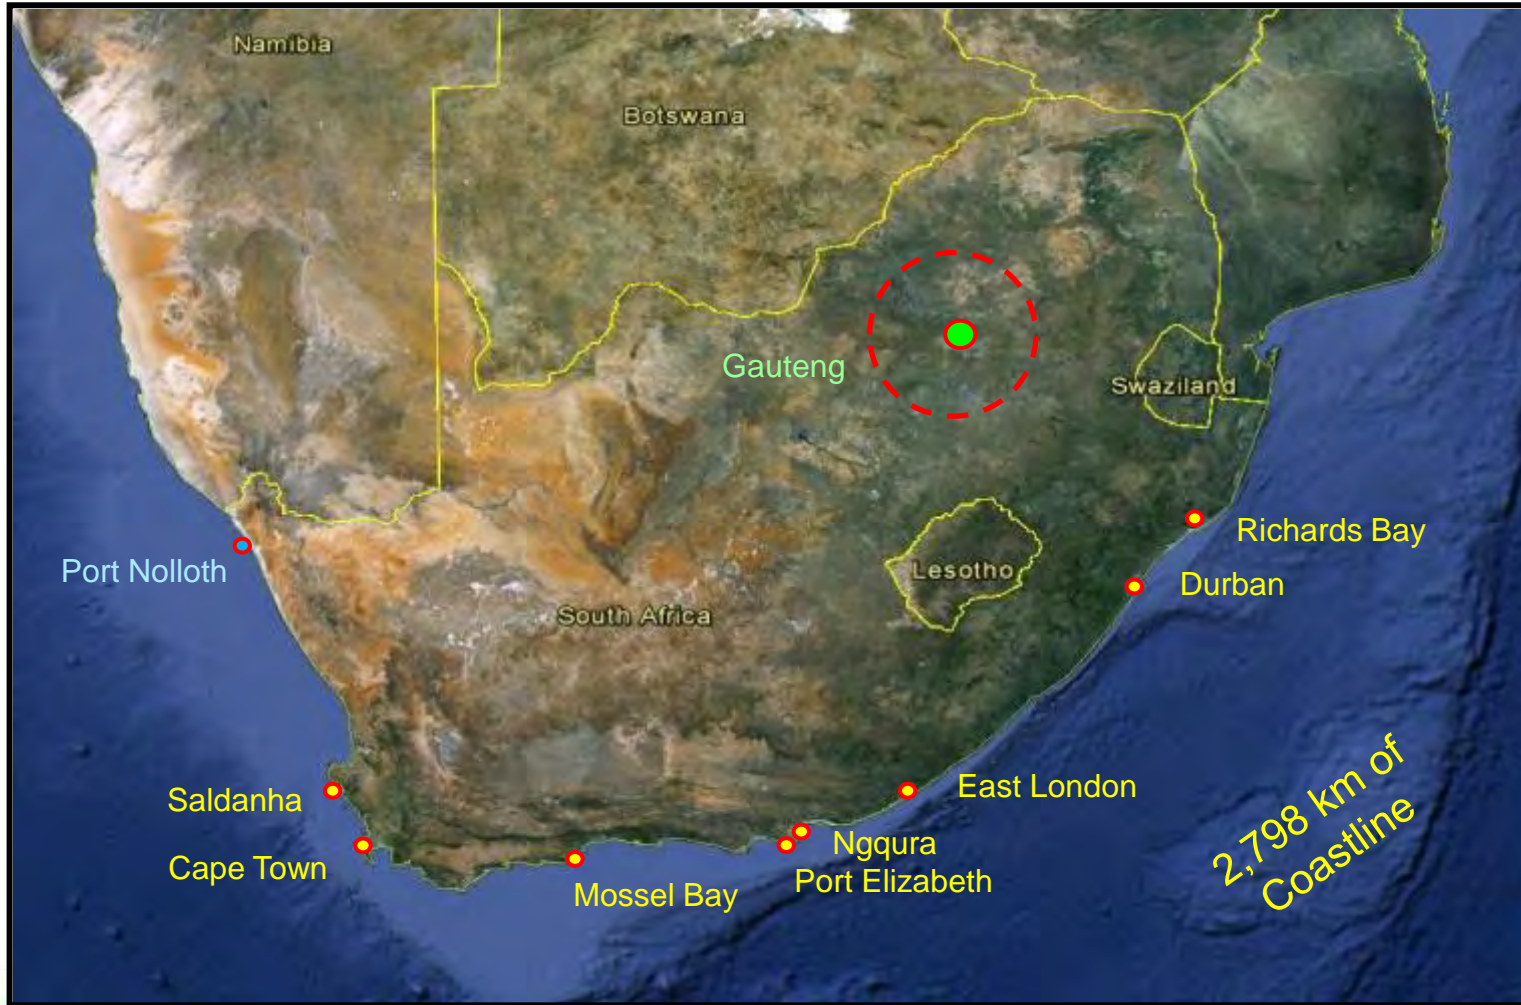 Namibia
Botswana
Gauteng
Swaziland
Richards Bay
Port Nolloth
Lesotho
Durban
South Africa
Saldanha
East London
2,798 km of
Coastline
Ngqura
Cape Town
Port Elizabeth
Mossel Bay